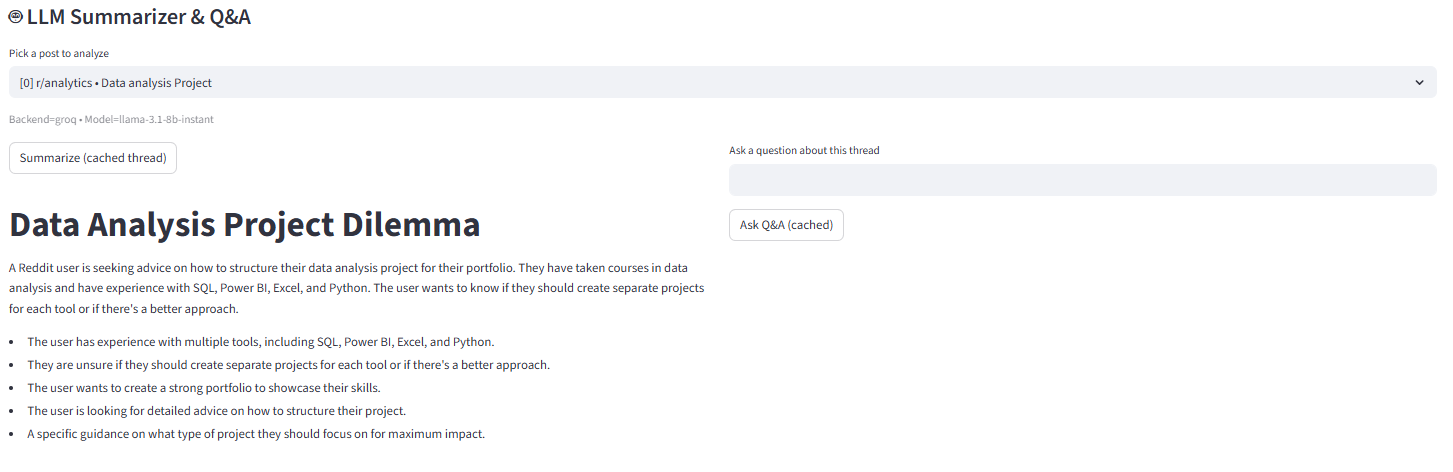 LLM Summarizer & Q&A
Pick a post to analyze
[0] r/analytics • Data analysis Project
Backend=groq • Model=llama-3.1-8b-instant
Summarize (cached thread)
Ask a question about this thread
Ask Q&A (cached)
Data Analysis Project Dilemma
A Reddit user is seeking advice on how to structure their data analysis project for their portfolio. They have taken courses in data
analysis and have experience with SQL, Power BI, Excel, and Python. The user wants to know if they should create separate projects
for each tool or if there's a better approach.
• The user has experience with multiple tools, including SQL, Power BI, Excel, and Python.
• They are unsure if they should create separate projects for each tool or if there's a better approach.
• The user wants to create a strong portfolio to showcase their skills.
• The user is looking for detailed advice on how to structure their project.
• A specific guidance on what type of project they should focus on for maximum impact.